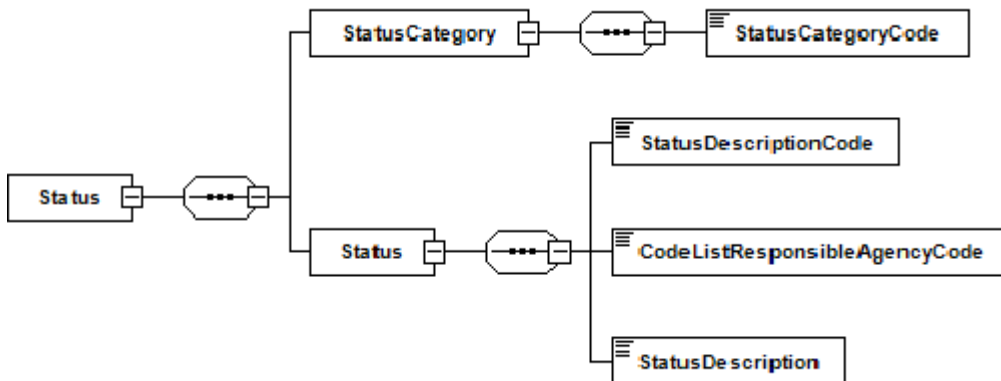 StatusCategory
StatusCategoryCode
StatusDescriptionCode
Status
Status
CodeListResponsibleAgencyCode
StatusDescription